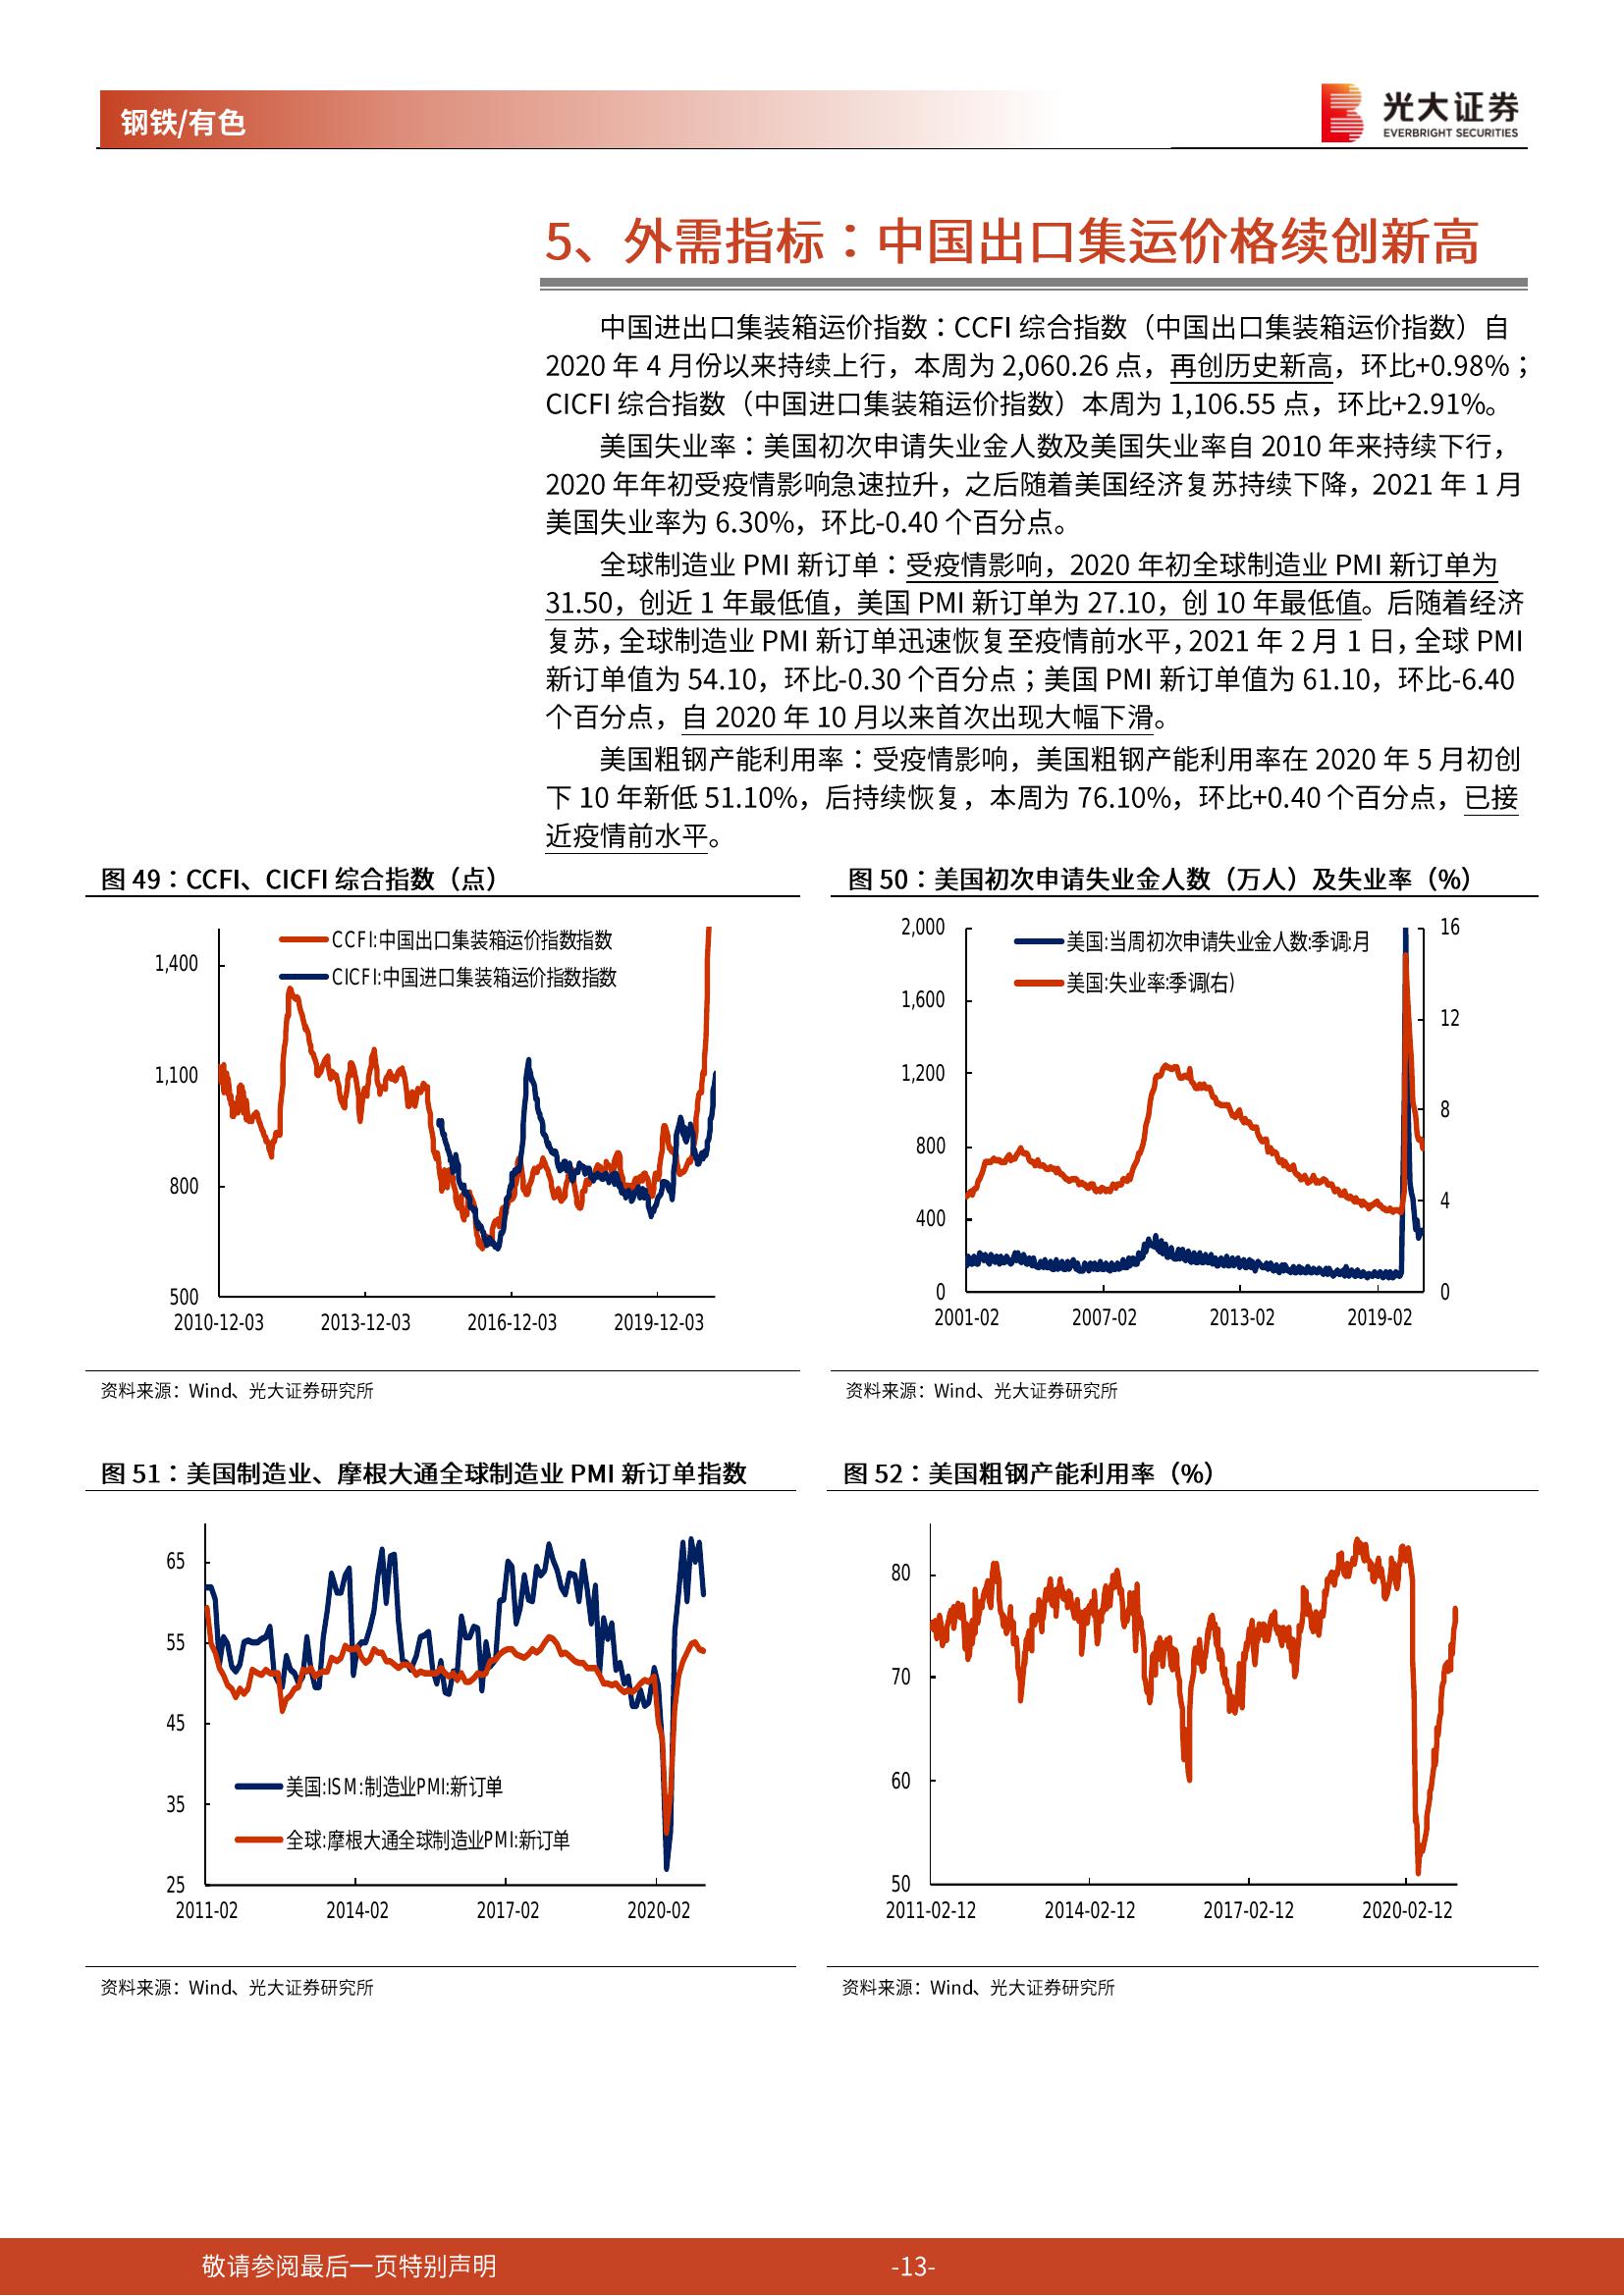 钢铁/有色
光大证券
EVERBRIGHT SECURITIES
5、外需指标：中国出口集运价格续创新高
中国进出口集装箱运价指数：CCFI 综合指数（中国出口集装箱运价指数）自
2020 年 4 月份以来持续上行，本周为 2,060.26 点，再创历史新高，环比+0.98%；
CICFI 综合指数（中国进口集装箱运价指数）本周为 1,106.55 点，环比+2.91%。
美国失业率：美国初次申请失业金人数及美国失业率自 2010 年来持续下行，
2020 年年初受疫情影响急速拉升，之后随着美国经济复苏持续下降，2021 年 1 月
美国失业率为 6.30%，环比-0.40 个百分点。
全球制造业 PMI 新订单：受疫情影响，2020 年初全球制造业 PMI 新订单为
31.50，创近 1 年最低值，美国 PMI 新订单为 27.10，创 10 年最低值。后随着经济
复苏，全球制造业 PMI 新订单迅速恢复至疫情前水平，2021 年 2 月 1 日，全球 PMI
新订单值为 54.10，环比-0.30 个百分点；美国 PMI 新订单值为 61.10，环比-6.40
个百分点，自 2020 年 10 月以来首次出现大幅下滑。
美国粗钢产能利用率：受疫情影响，美国粗钢产能利用率在 2020 年 5 月初创
下 10 年新低 51.10%，后持续恢复，本周为 76.10%，环比+0.40 个百分点，已接
近疫情前水平。
图 49：CCFI、CICFI 综合指数（点）
CCFI:中国出口集装箱运价指数指数
CICFI:中国进口集装箱运价指数指数
1,400
1,100
800
500
2010-12-03 2013-12-03 2016-12-03 2019-12-03
资料来源：Wind、光大证券研究所
图 50：美国初次申请失业金人数（万人）及失业率（%）
美国:当周初次申请失业金人数:季调:月
美国:失业率:季调(右)
2,000 16
1,600
12
1,200
8
800
4
400
0 0
2001-02 2007-02 2013-02 2019-02
资料来源：Wind、光大证券研究所
图 51：美国制造业、摩根大通全球制造业 PMI 新订单指数
65
55
45
35
25
美国:ISM:制造业PMI:新订单
全球:摩根大通全球制造业PMI:新订单
2011-02 2014-02 2017-02 2020-02
资料来源：Wind、光大证券研究所
图 52：美国粗钢产能利用率（%）
80
70
60
50
2011-02-12 2014-02-12 2017-02-12 2020-02-12
资料来源：Wind、光大证券研究所
敬请参阅最后一页特别声明
-13-